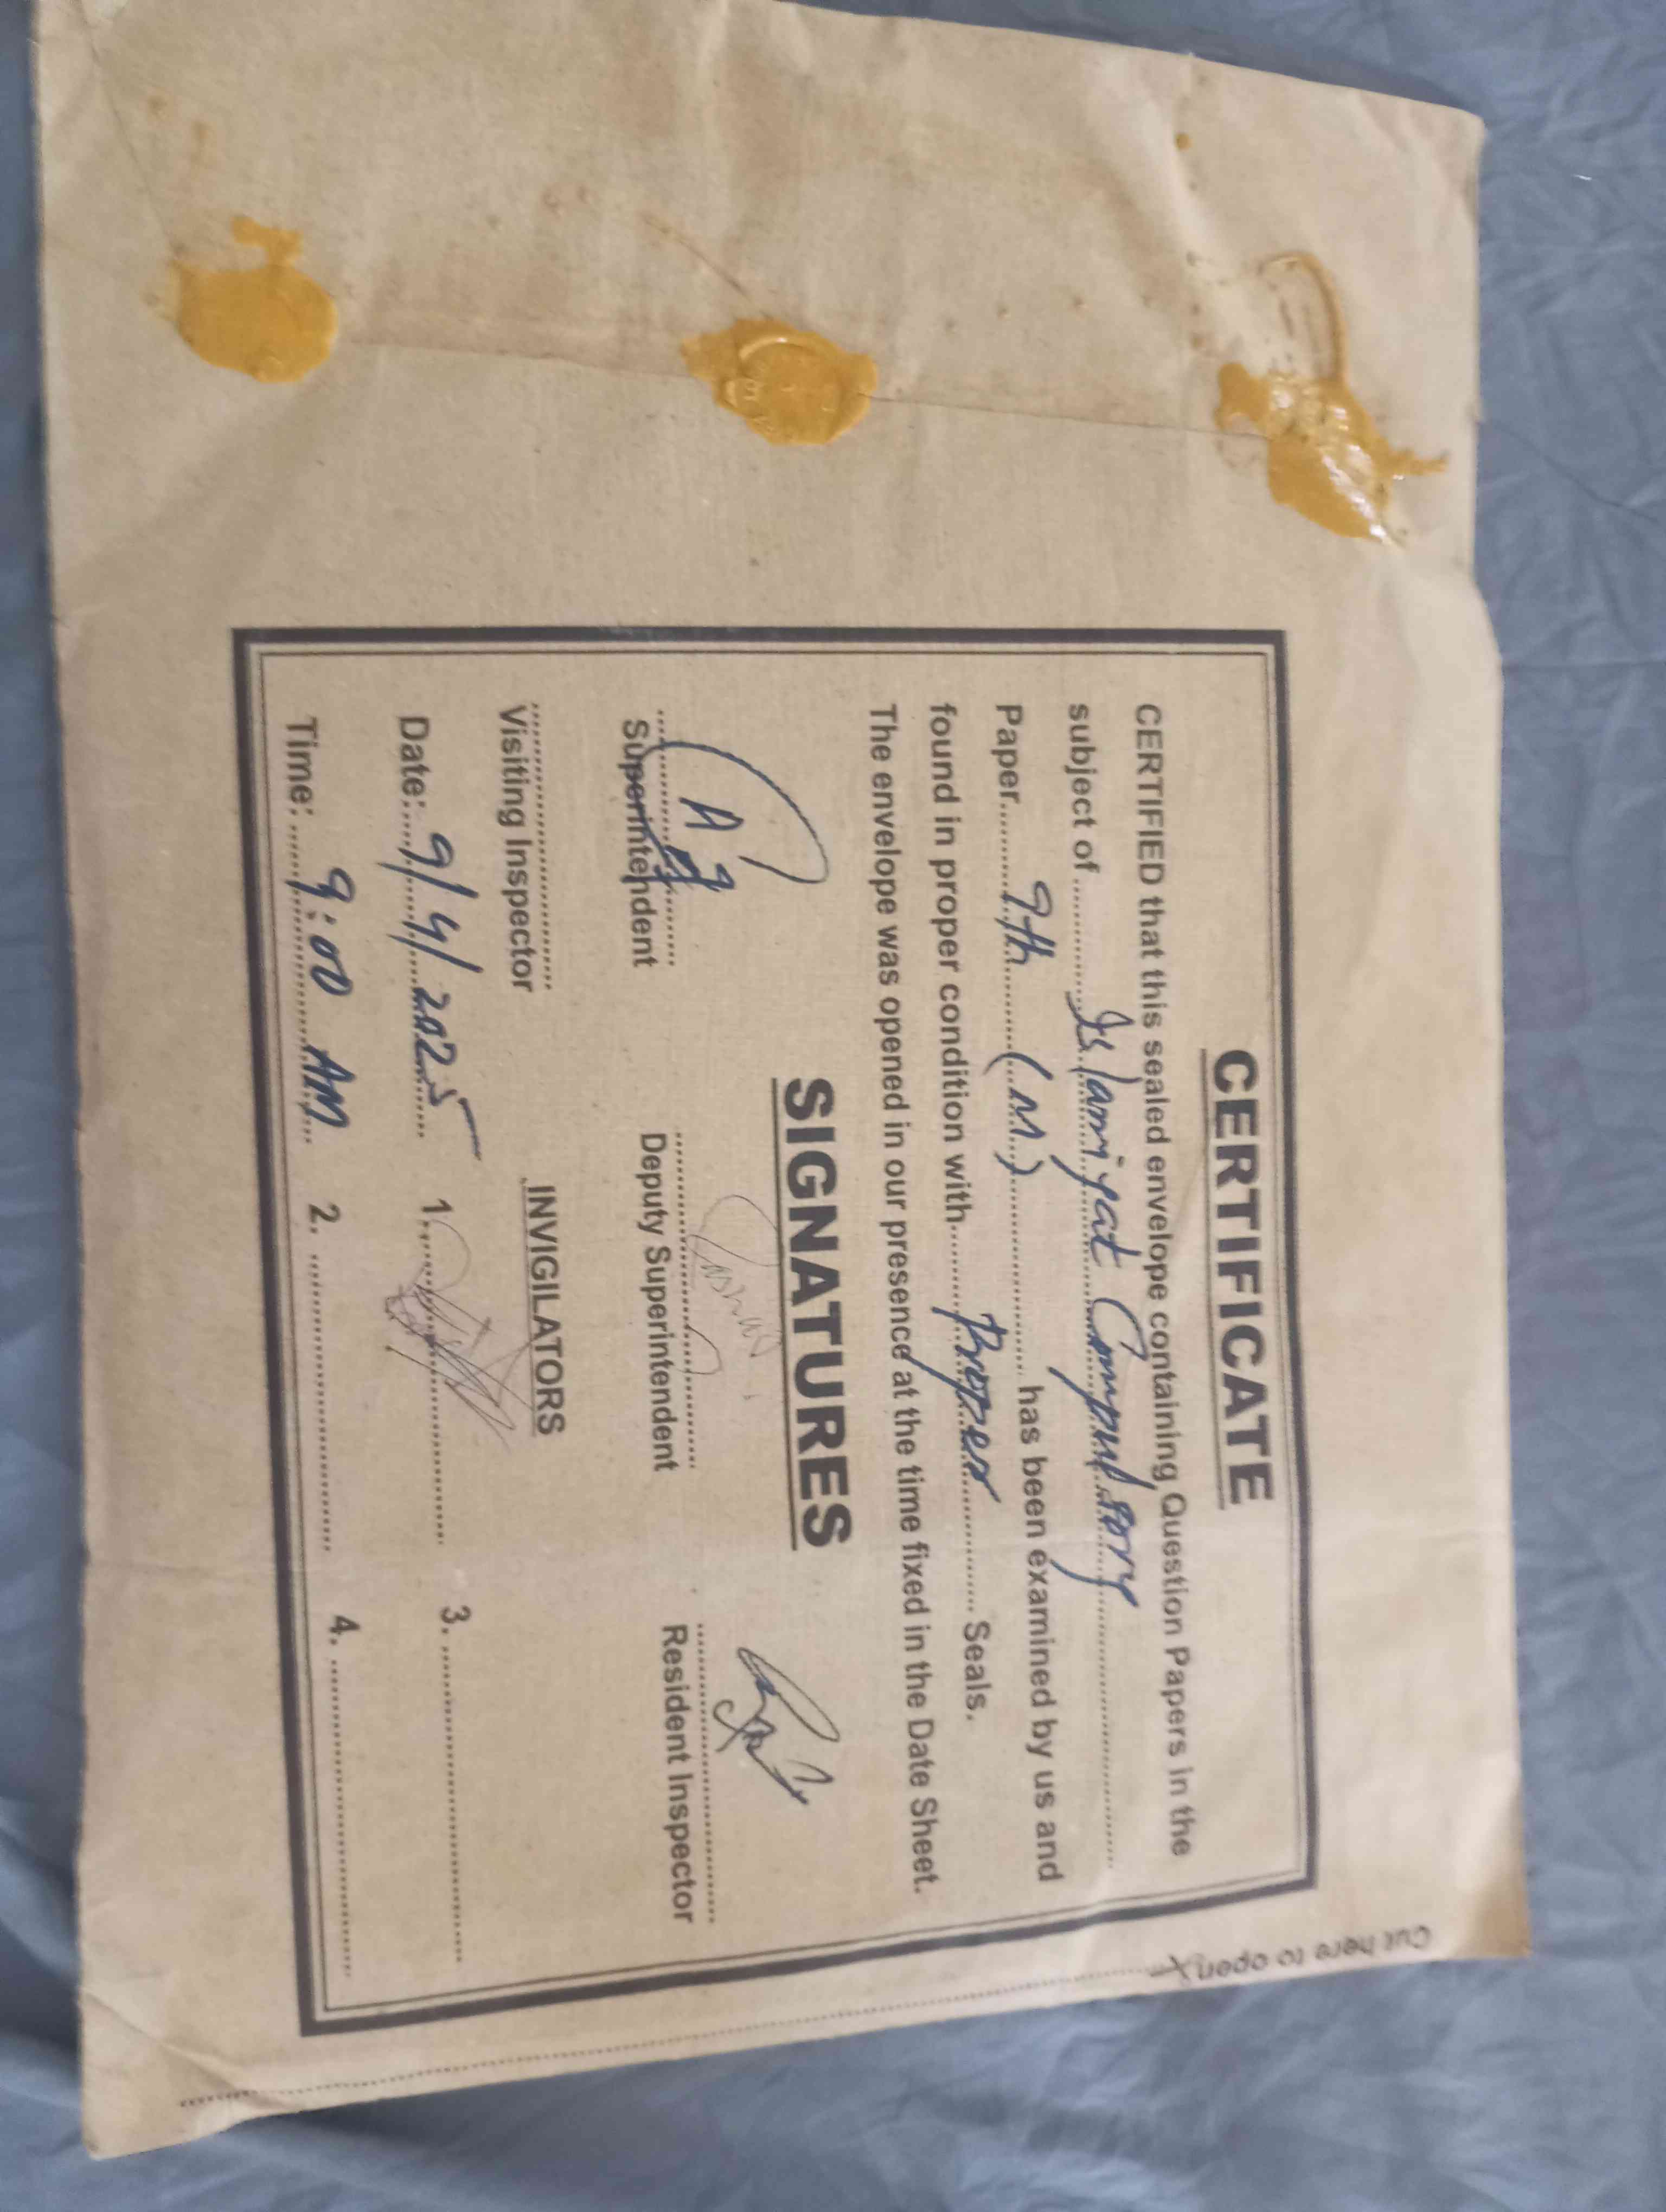 CERTIFICATE
CERTIFIED that this sealed envelope containing Question Papers in the
subject of Islamiyat Compulsory
Paper 9th (M) has been examined by us and
found in proper condition with Proper Seals.
The envelope was opened in our presence at the time fixed in the Date Sheet.
SIGNATURES
Superintendent Deputy Superintendent Resident Inspector
Visiting Inspector
INVIGILATORS
Date: 9/4/2025 1. 3.
Time: 9:00 AM 2. 4.
Cut here to open